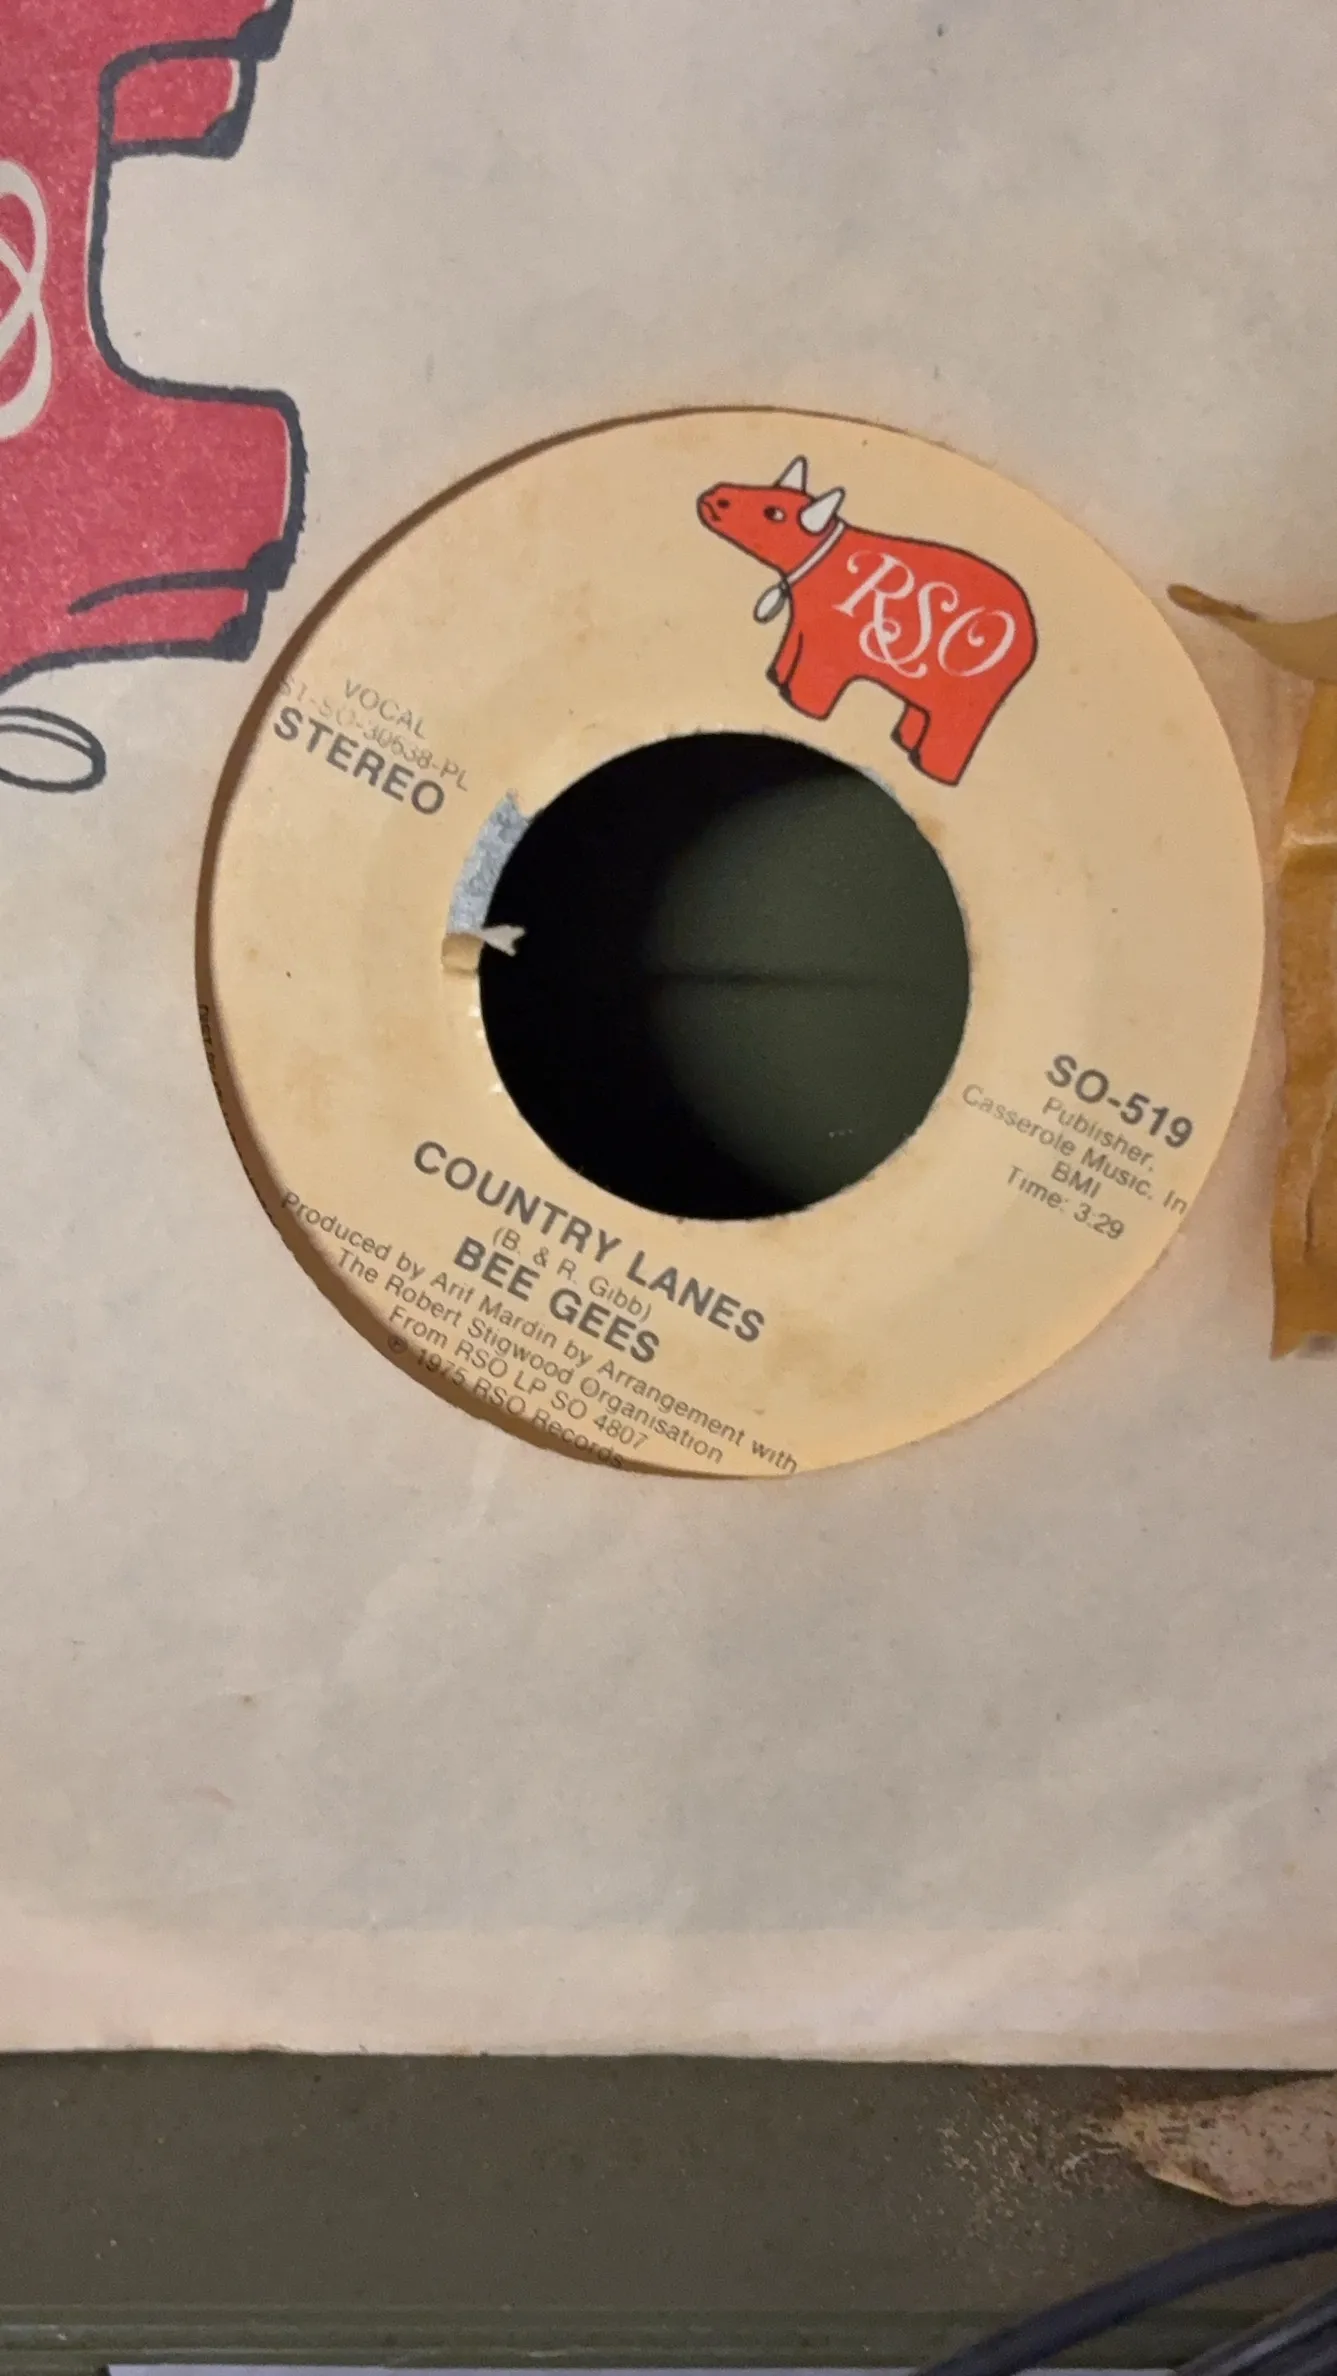 RSO
VOCAL
ST-SO-30638-PL
STEREO
SO-519
Publisher,
Casserole Music, In
BMI
Time: 3:29
COUNTRY LANES
(B. & R. Gibb)
BEE GEES
Produced by Arif Mardin by Arrangement with
The Robert Stigwood Organisation
From RSO LP SO 4807
℗ 1975 RSO Records